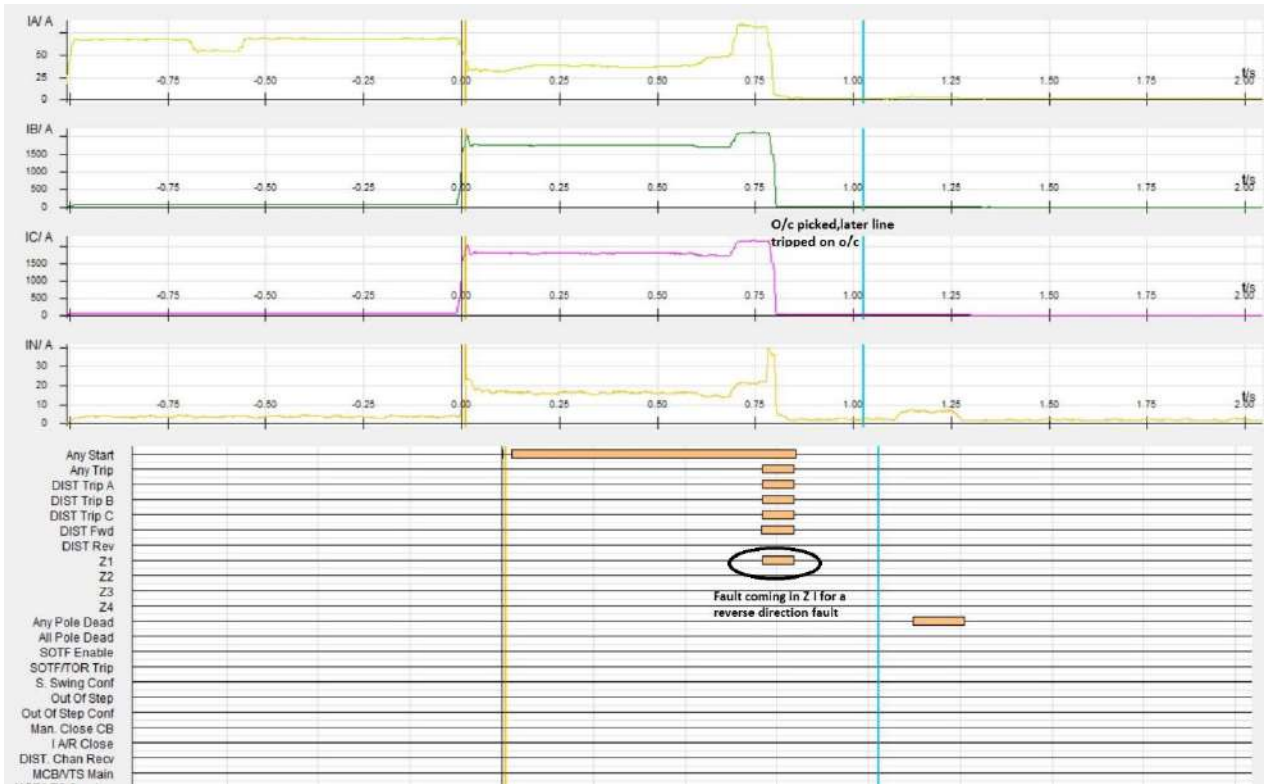 IA/ A
50
25
0
-0.75
-0.50
-0.25
0.00
0.25
0.50
0.75
1.00
1.25
1.50
1.75
2.00
t/s
IB/ A
1500
1000
500
0
-0.75
-0.50
-0.25
0.00
0.25
0.50
0.75
1.00
1.25
1.50
1.75
2.00
t/s
O/c picked,later line
tripped on o/c
IC/ A
1500
1000
500
0
-0.75
-0.50
-0.25
0.00
0.25
0.50
0.75
1.00
1.25
1.50
1.75
2.00
t/s
IN/ A
30
20
10
0
-0.75
-0.50
-0.25
0.00
0.25
0.50
0.75
1.00
1.25
1.50
1.75
2.00
t/s
Any Start
Any Trip
DIST Trip A
DIST Trip B
DIST Trip C
DIST Fwd
DIST Rev
Z1
Z2
Z3
Z4
Fault coming in Z I for a
reverse direction fault
Any Pole Dead
All Pole Dead
SOTF Enable
SOTF/TOR Trip
S. Swing Conf
Out Of Step
Out Of Step Conf
Man. Close CB
I A/R Close
DIST. Chan Recv
MCB/VTS Main